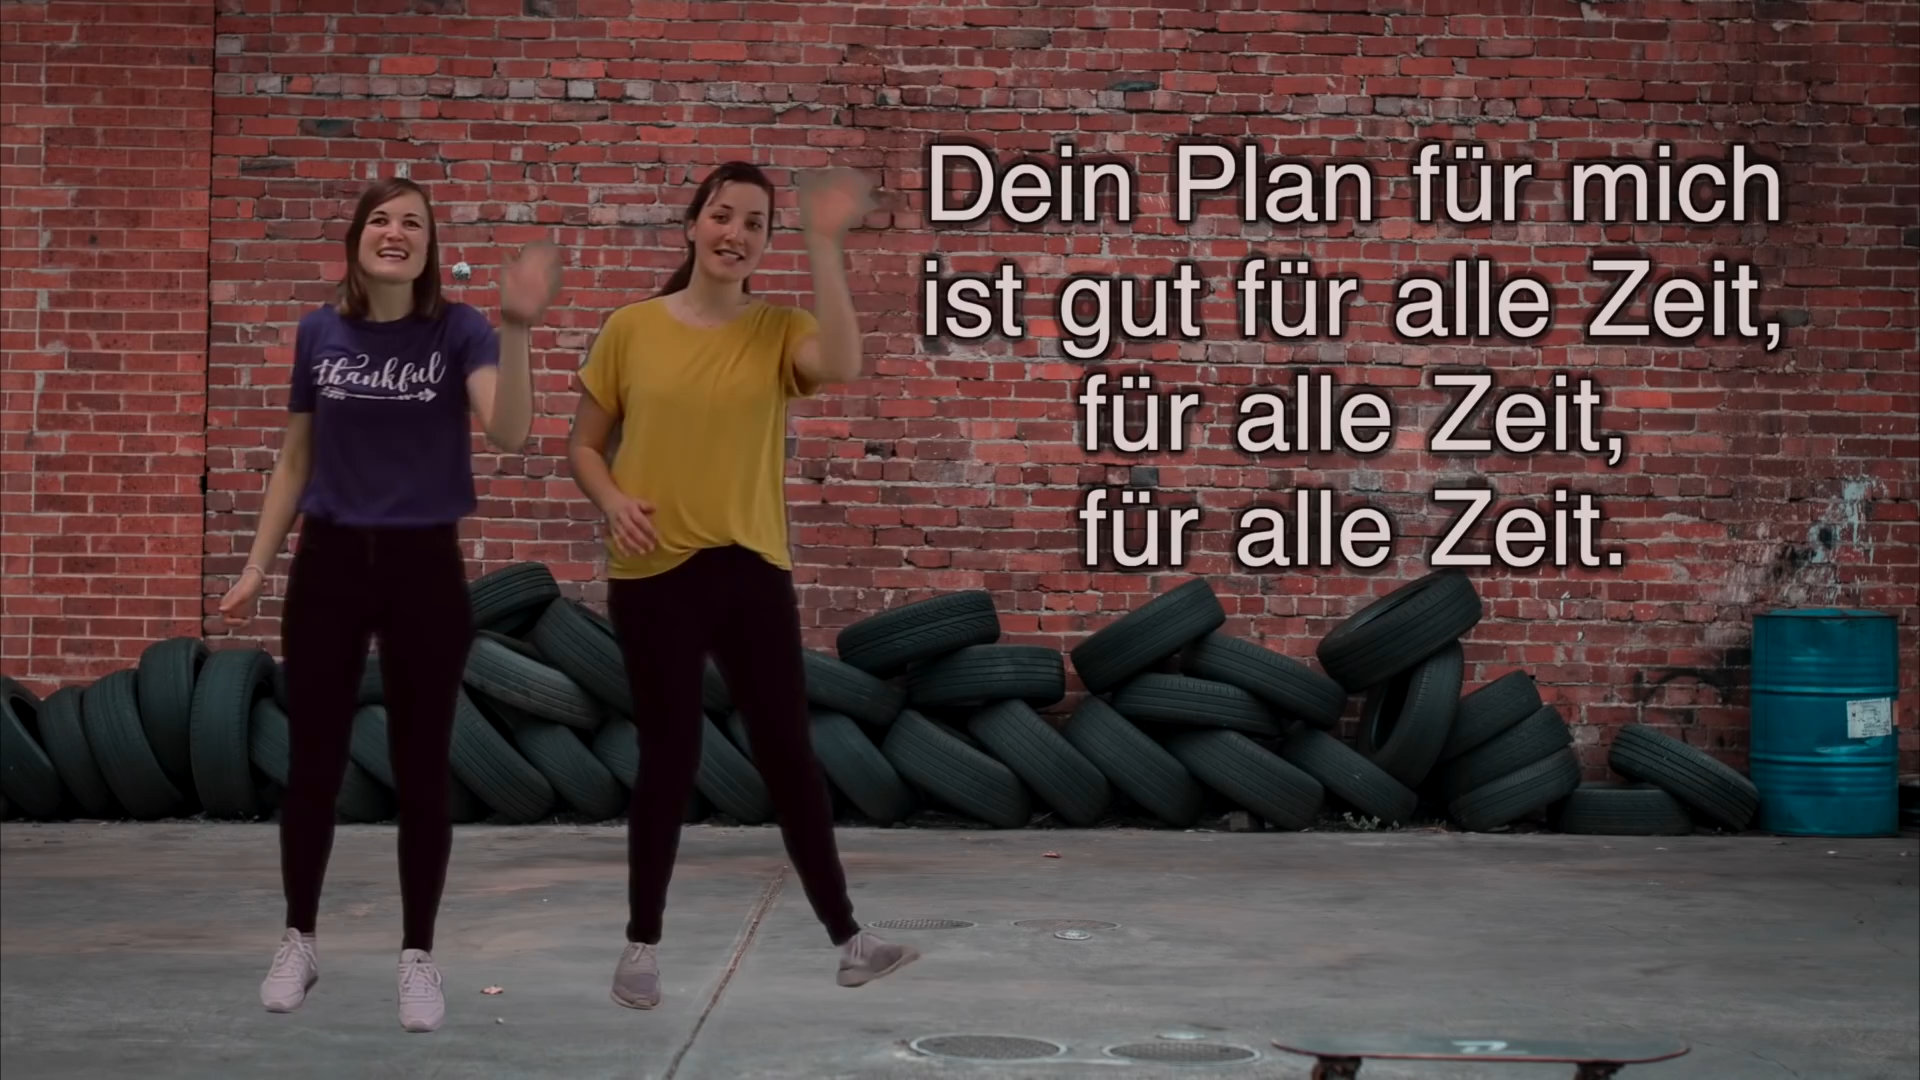 Dein Plan für mich
ist gut für alle Zeit,
für alle Zeit,
für alle Zeit.
thankful